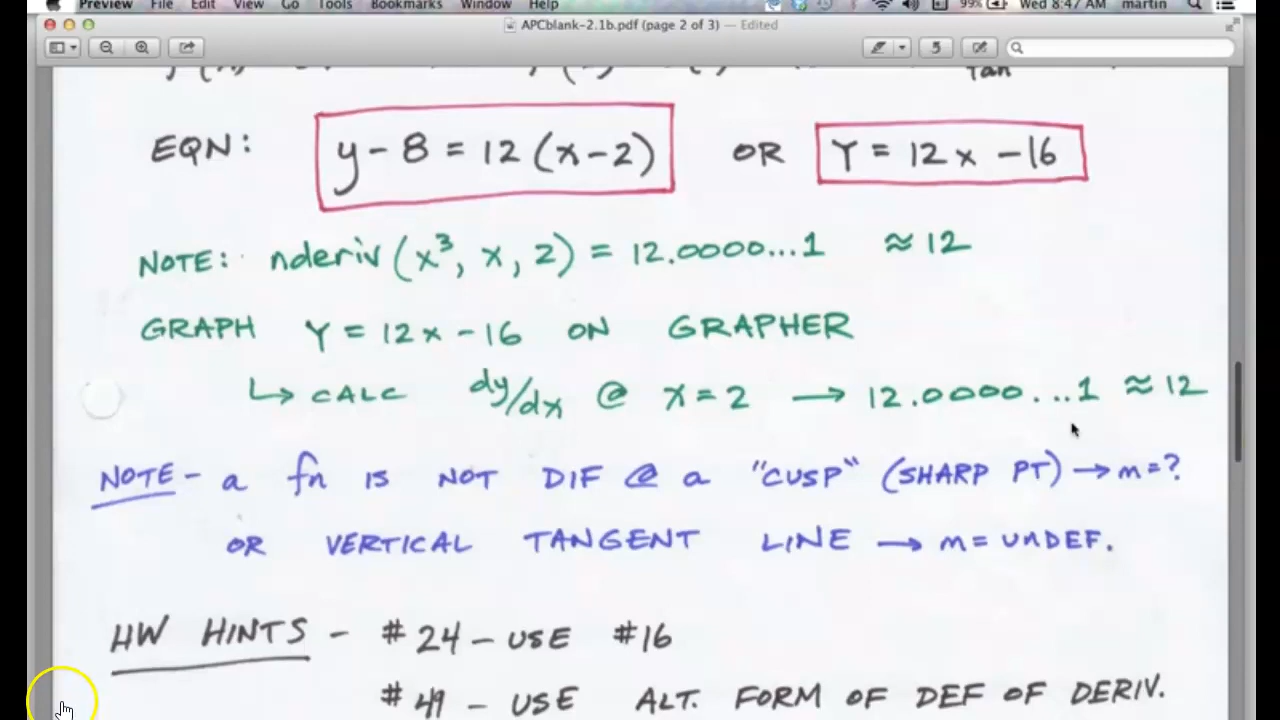 Preview File Edit View Go Tools Bookmarks Window Help 99% Wed 8:47 AM martin
APCblank-2.1b.pdf (page 2 of 3) — Edited
Tan
EQN: y - 8 = 12 (x - 2) OR Y = 12x - 16
NOTE: nderiv (x³, x, 2) = 12.0000...1 ≈ 12
GRAPH Y = 12x - 16 ON GRAPHER
↳ CALC dy/dx @ x = 2 → 12.0000...1 ≈ 12
NOTE - a fn IS NOT DIF @ a "CUSP" (SHARP PT) → m = ?
OR VERTICAL TANGENT LINE → m = UNDEF.
HW HINTS - # 24 - USE #16
# 49 - USE ALT. FORM OF DEF OF DERIV.